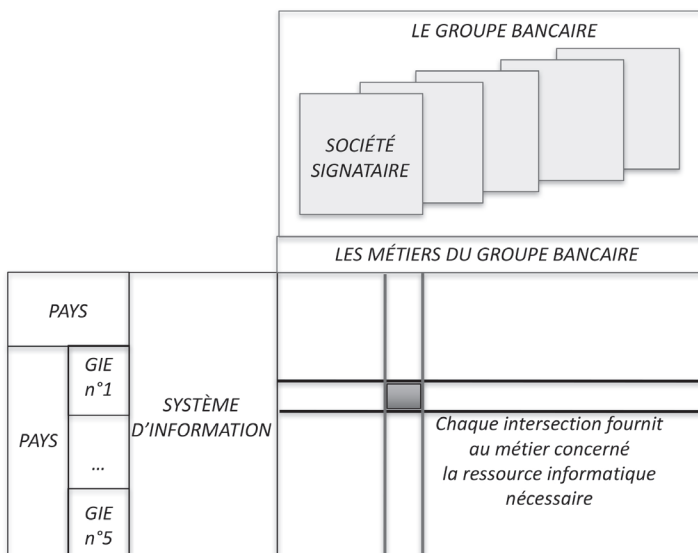 LE GROUPE BANCAIRE
SOCIÉTÉ
SIGNATAIRE
LES MÉTIERS DU GROUPE BANCAIRE
PAYS
PAYS
GIE
n°1
...
GIE
n°5
SYSTÈME
D'INFORMATION
Chaque intersection fournit
au métier concerné
la ressource informatique
nécessaire